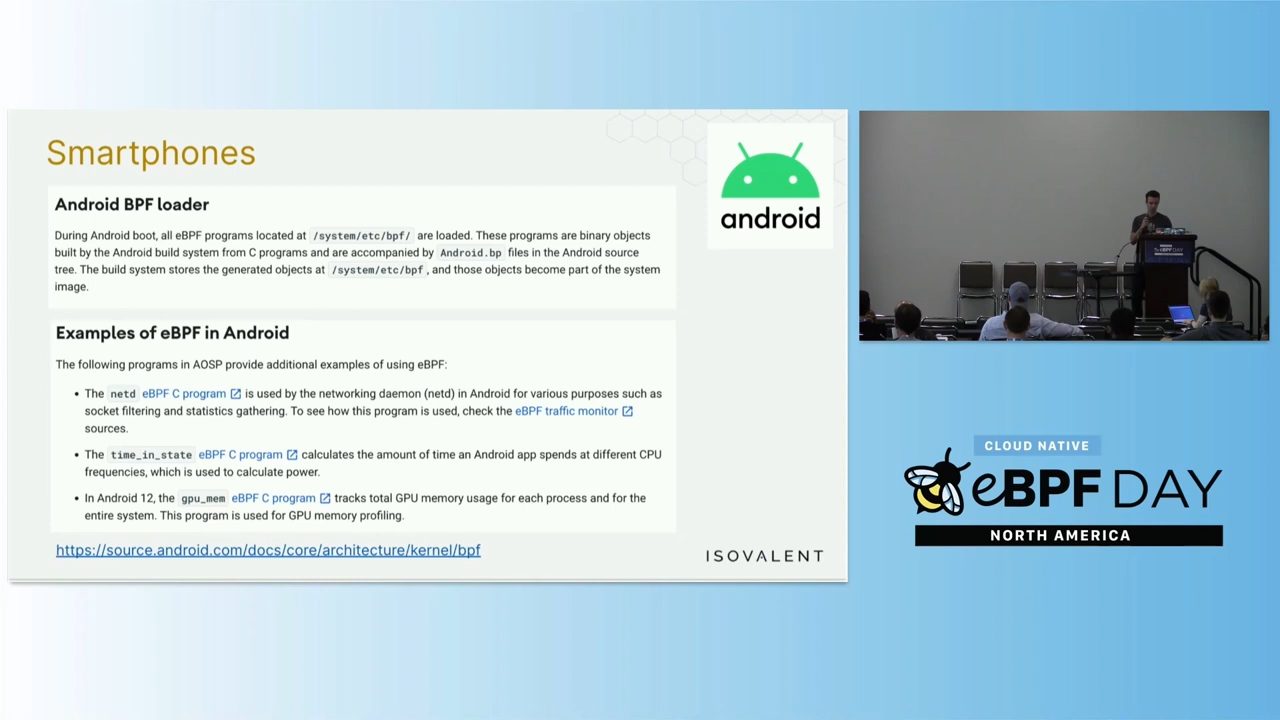 Smartphones
android
Android BPF loader
During Android boot, all eBPF programs located at /system/etc/bpf/ are loaded. These programs are binary objects
built by the Android build system from C programs and are accompanied by Android.bp files in the Android source
tree. The build system stores the generated objects at /system/etc/bpf , and those objects become part of the system
image.
Examples of eBPF in Android
The following programs in AOSP provide additional examples of using eBPF:
• The netd eBPF C program is used by the networking daemon (netd) in Android for various purposes such as
socket filtering and statistics gathering. To see how this program is used, check the eBPF traffic monitor
sources.
• The time_in_state eBPF C program calculates the amount of time an Android app spends at different CPU
frequencies, which is used to calculate power.
• In Android 12, the gpu_mem eBPF C program tracks total GPU memory usage for each process and for the
entire system. This program is used for GPU memory profiling.
https://source.android.com/docs/core/architecture/kernel/bpf
ISOVALENT
eBPF DAY
CLOUD NATIVE
eBPF DAY
NORTH AMERICA